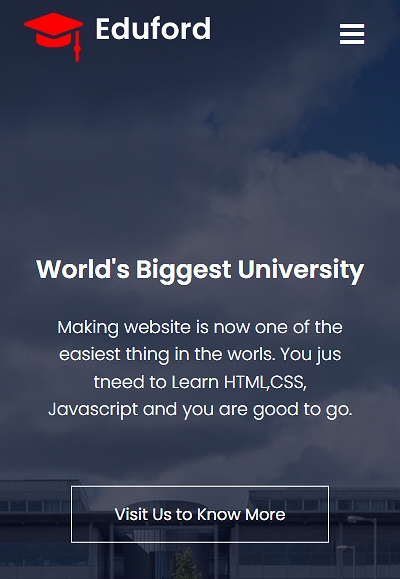 Eduford
World's Biggest University
Making website is now one of the
easiest thing in the worls. You jus
tneed to Learn HTML,CSS,
Javascript and you are good to go.
Visit Us to Know More